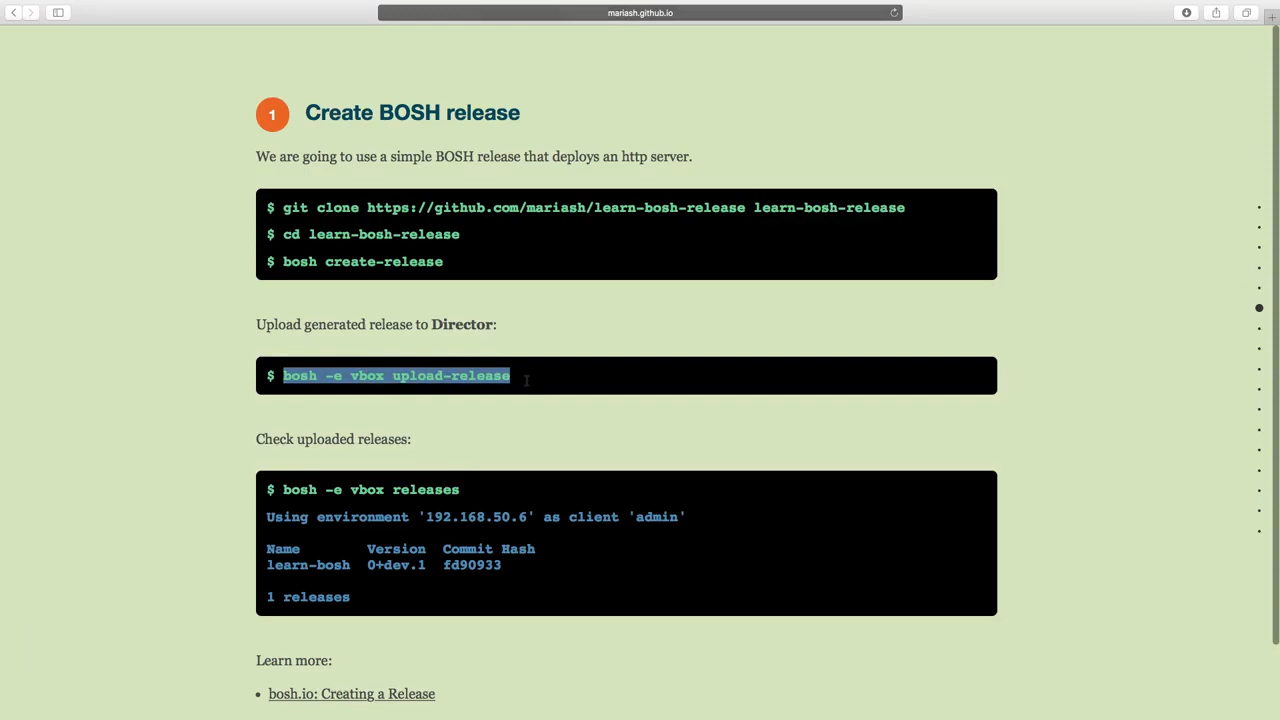 mariash.github.io
1 Create BOSH release
We are going to use a simple BOSH release that deploys an http server.
$ git clone https://github.com/mariash/learn-bosh-release learn-bosh-release
$ cd learn-bosh-release
$ bosh create-release
Upload generated release to Director:
$ bosh -e vbox upload-release
Check uploaded releases:
$ bosh -e vbox releases
Using environment '192.168.50.6' as client 'admin'
Name Version Commit Hash
learn-bosh 0+dev.1 fd90933
1 releases
Learn more:
• bosh.io: Creating a Release